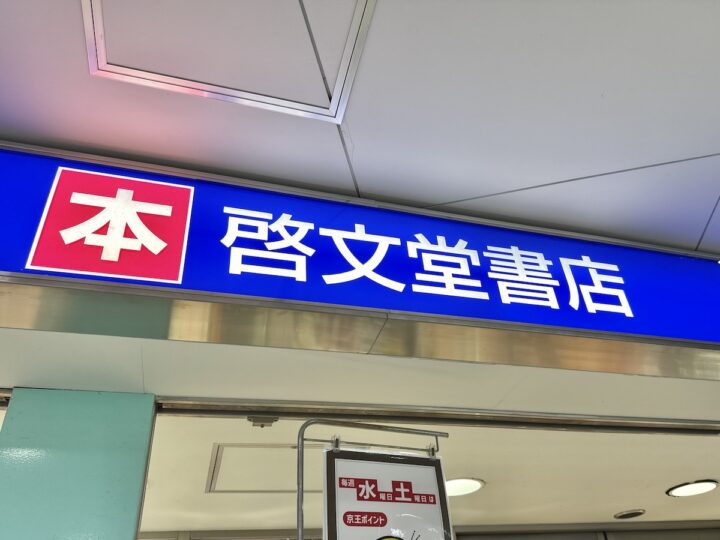 本 啓文堂書店
毎週水曜日土曜日は
京王ポイント